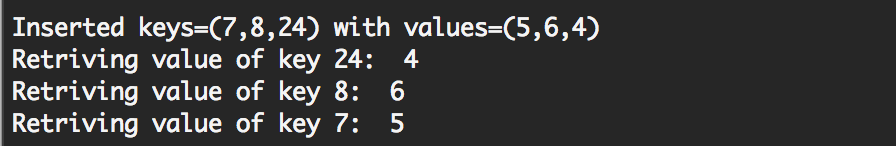 Inserted keys=(7,8,24) with values=(5,6,4)
Retriving value of key 24:  4
Retriving value of key 8:  6
Retriving value of key 7:  5